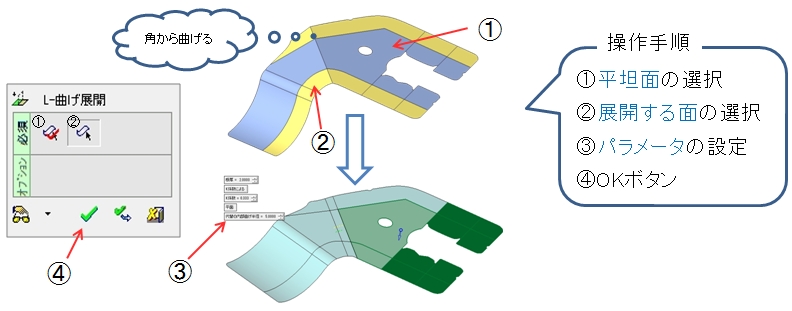 角から曲げる
①
②
L-曲げ展開
必須
① ②
オプション
④
③
操作手順
①平坦面の選択
②展開する面の選択
③パラメータの設定
④OKボタン